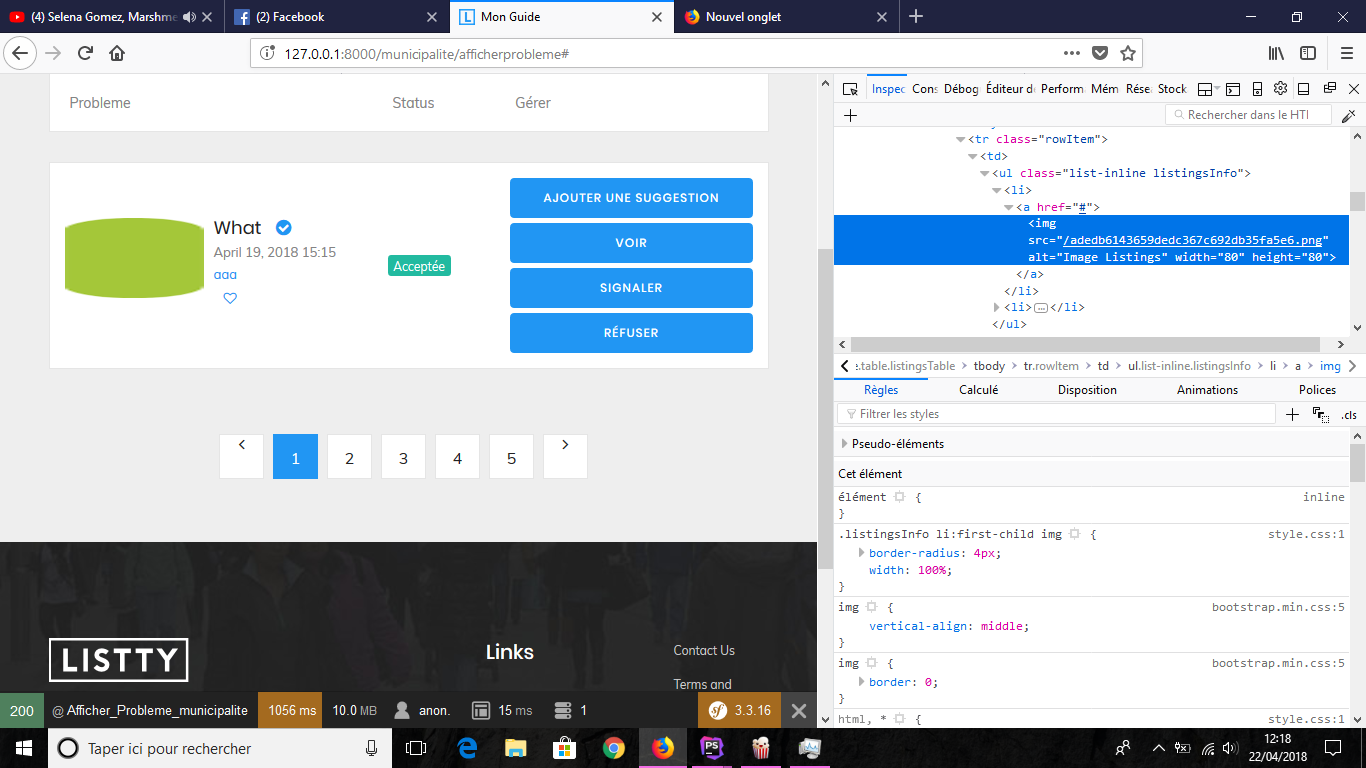 (4) Selena Gomez, Marshme
(2) Facebook
Mon Guide
Nouvel onglet
127.0.0.1:8000/municipalite/afficherprobleme#
Probleme Status Gérer
What
April 19, 2018 15:15
aaa
Acceptée
AJOUTER UNE SUGGESTION
VOIR
SIGNALER
RÉFUSER
1 2 3 4 5
LISTTY
Links
Contact Us
Terms and
200 @ Afficher_Probleme_municipalite 1056 ms 10.0 MB anon. 15 ms 1 sf 3.3.16
Inspec Cons Débog Éditeur d Perform Mém Rése Stock
Rechercher dans le HTI
<tr class="rowItem">
<td>
<ul class="list-inline listingsInfo">
<li>
<a href="#">
<img
src="/adedb6143659dedc367c692db35fa5e6.png"
alt="Image Listings" width="80" height="80">
</a>
</li>
<li></li>
</ul>
e.table.listingsTable tbody tr.rowItem td ul.list-inline.listingsInfo li a img
Règles Calculé Disposition Animations Polices
Filtrer les styles .cls
Pseudo-éléments
Cet élément
élément { inline
}
.listingsInfo li:first-child img { style.css:1
border-radius: 4px;
width: 100%;
}
img { bootstrap.min.css:5
vertical-align: middle;
}
img { bootstrap.min.css:5
border: 0;
}
html, * { style.css:1
Taper ici pour rechercher
PS
12:18
22/04/2018